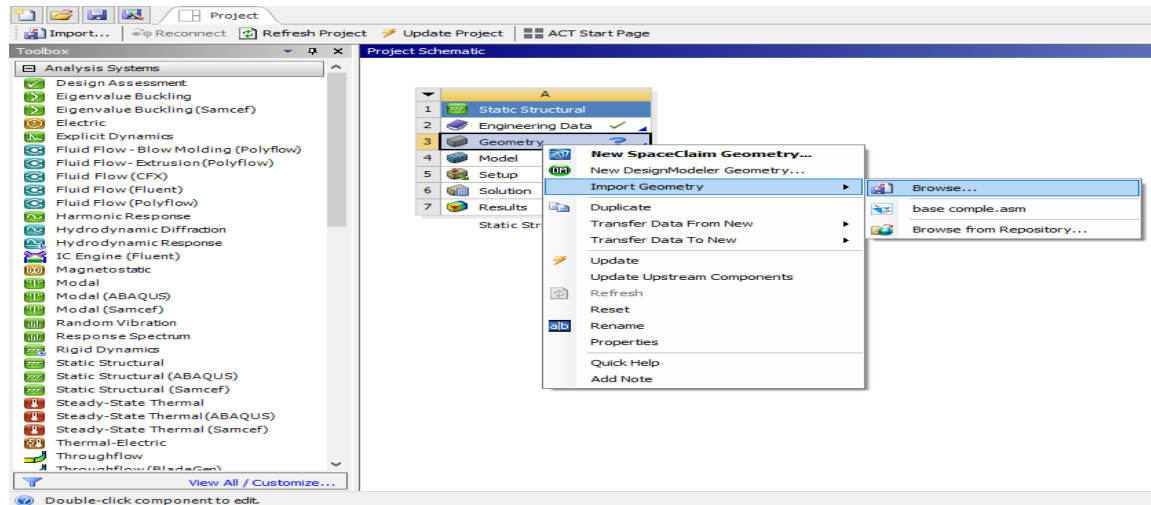 Project
Import... Reconnect Refresh Project Update Project ACT Start Page
Toolbox
Project Schematic
Analysis Systems
Design Assessment
Eigenvalue Buckling
Eigenvalue Buckling (Samcef)
Electric
Explicit Dynamics
Fluid Flow - Blow Molding (Polyflow)
Fluid Flow - Extrusion (Polyflow)
Fluid Flow (CFX)
Fluid Flow (Fluent)
Fluid Flow (Polyflow)
Harmonic Response
Hydrodynamic Diffraction
Hydrodynamic Response
IC Engine (Fluent)
Magnetostatic
Modal
Modal (ABAQUS)
Modal (Samcef)
Random Vibration
Response Spectrum
Rigid Dynamics
Static Structural
Static Structural (ABAQUS)
Static Structural (Samcef)
Steady-State Thermal
Steady-State Thermal (ABAQUS)
Steady-State Thermal (Samcef)
Thermal-Electric
Throughflow
Throughflow (BladeGen)
View All / Customize...
A
1 Static Structural
2 Engineering Data
3 Geometry
4 Model
5 Setup
6 Solution
7 Results
Static Str
New SpaceClaim Geometry...
DM New DesignModeler Geometry...
Import Geometry
Duplicate
Transfer Data From New
Transfer Data To New
Update
Update Upstream Components
Refresh
Reset
a|b Rename
Properties
Quick Help
Add Note
Browse...
base comple.asm
Browse from Repository...
Double-click component to edit.